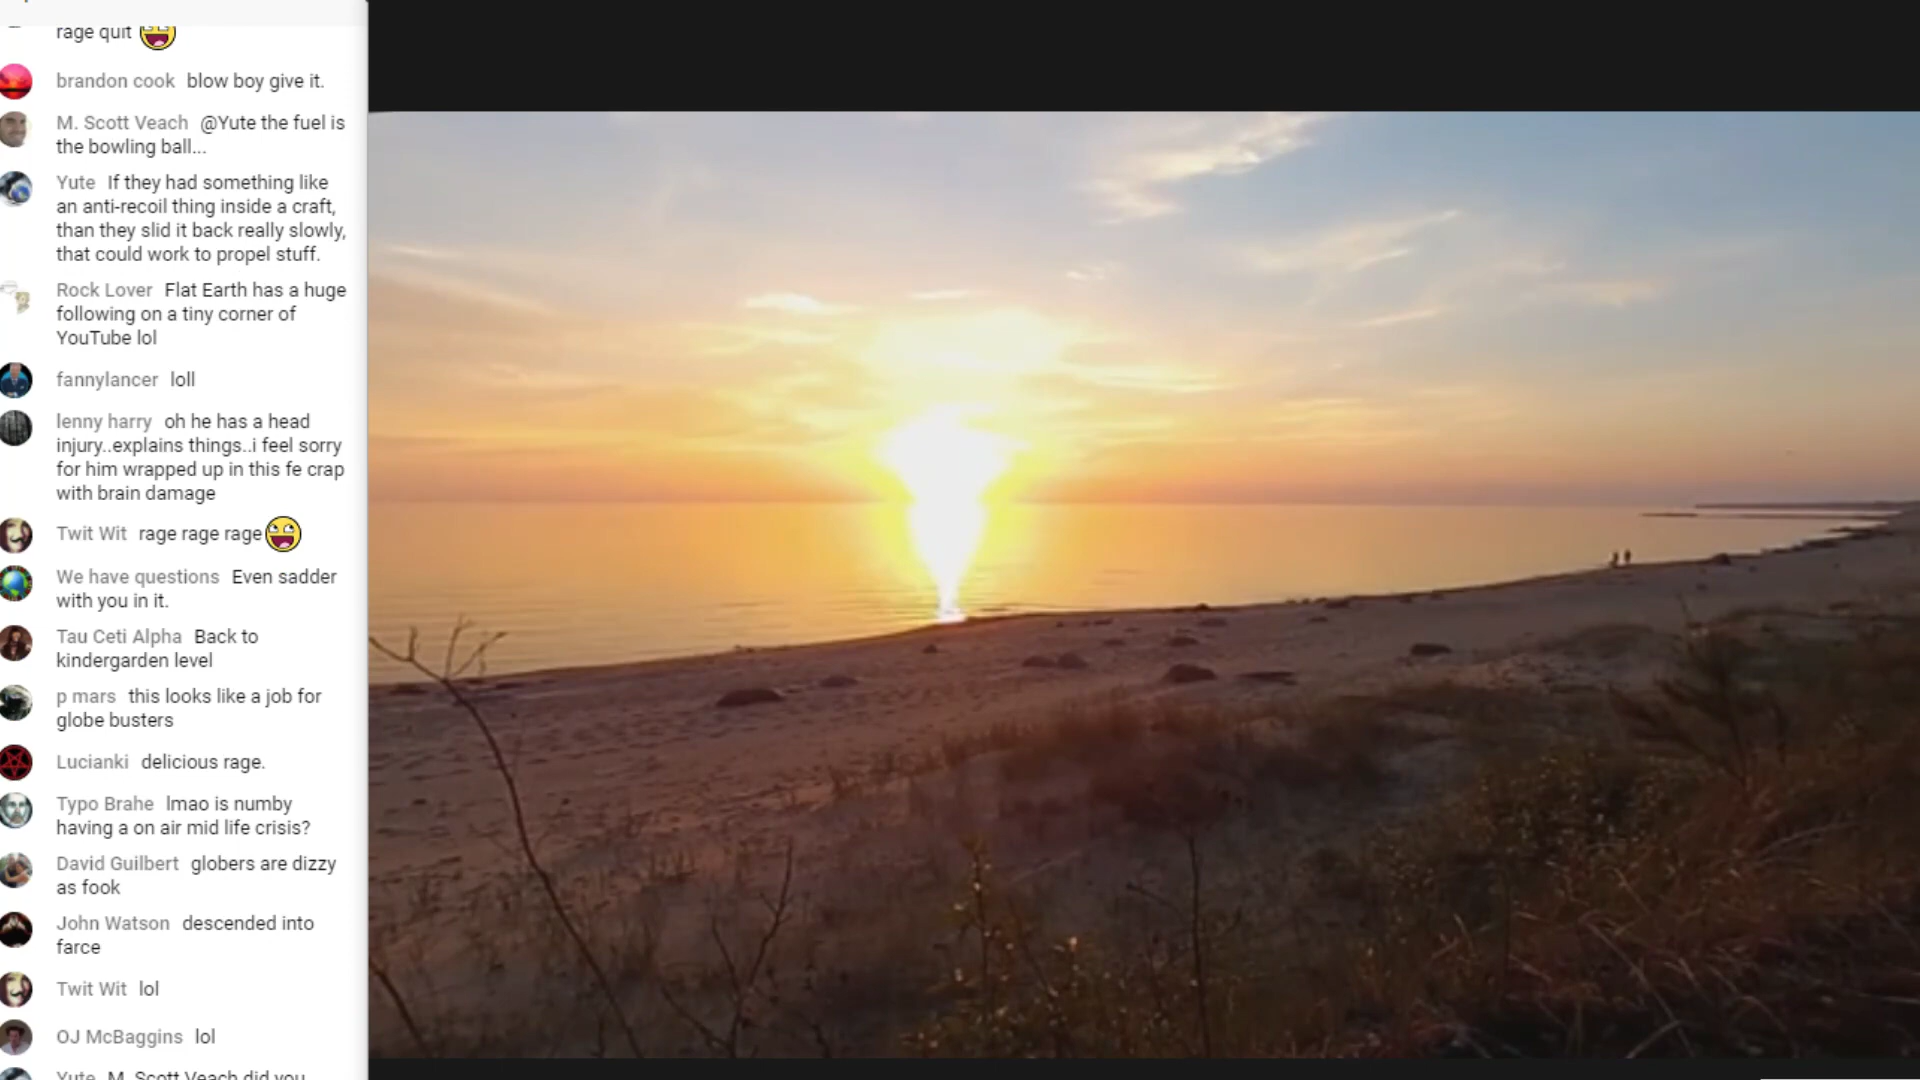 rage quit
brandon cook blow boy give it.
M. Scott Veach @Yute the fuel is
the bowling ball...
Yute If they had something like
an anti-recoil thing inside a craft,
than they slid it back really slowly,
that could work to propel stuff.
Rock Lover Flat Earth has a huge
following on a tiny corner of
YouTube lol
fannylancer loll
lenny harry oh he has a head
injury..explains things..i feel sorry
for him wrapped up in this fe crap
with brain damage
Twit Wit rage rage rage
We have questions Even sadder
with you in it.
Tau Ceti Alpha Back to
kindergarden level
p mars this looks like a job for
globe busters
Lucianki delicious rage.
Typo Brahe lmao is numby
having a on air mid life crisis?
David Guilbert globers are dizzy
as fook
John Watson descended into
farce
Twit Wit lol
OJ McBaggins lol
Yute M. Scott Veach did you